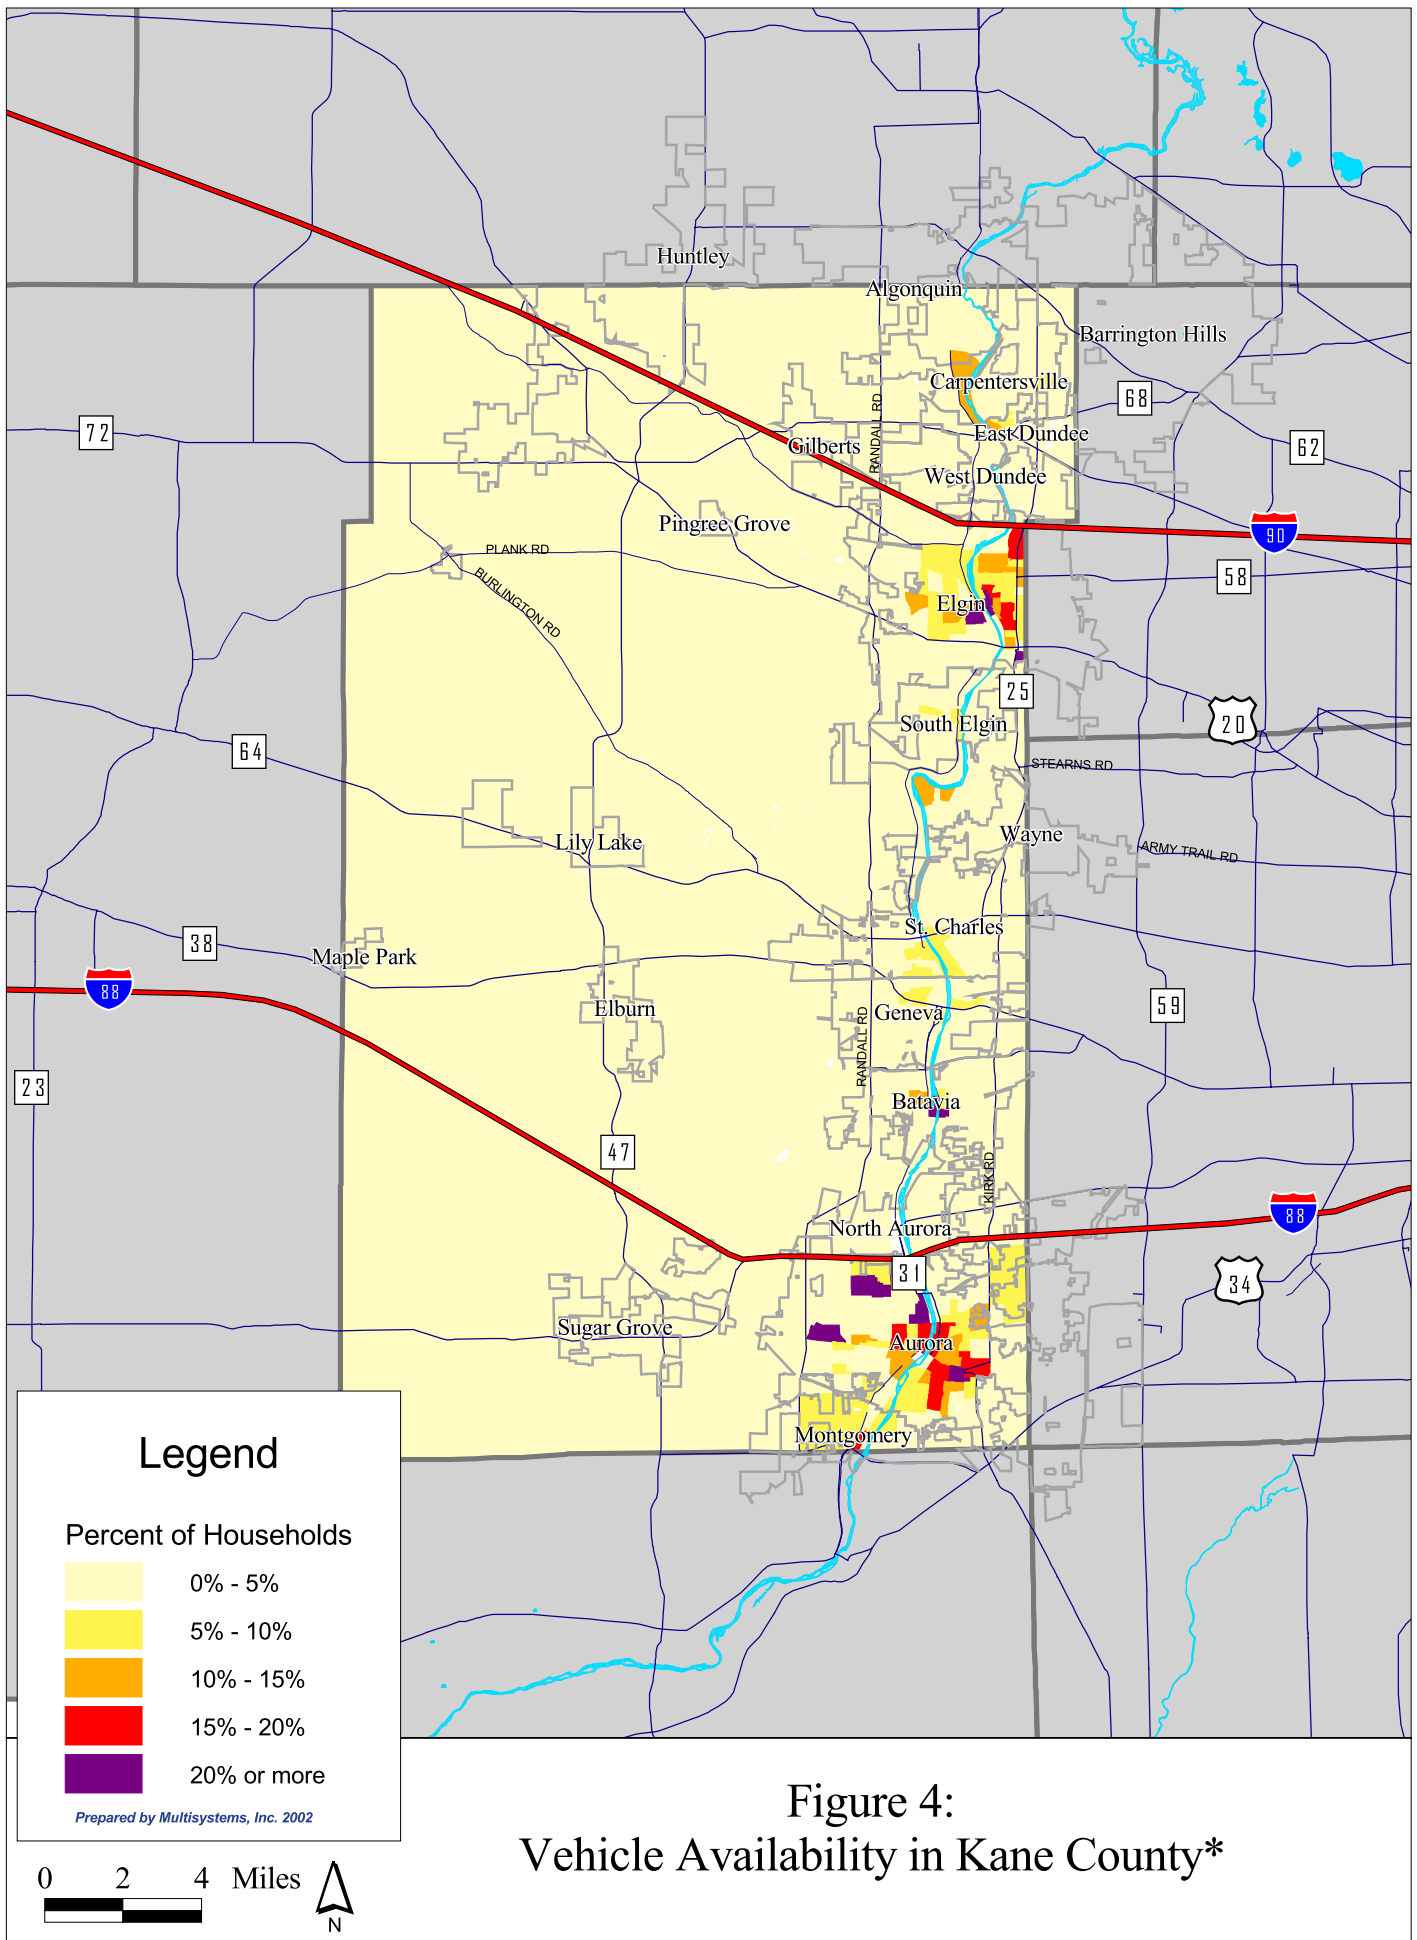 Huntley
Algonquin
Barrington Hills
Carpentersville
68
RANDALL RD
72
East Dundee
62
Gilberts
West Dundee
Pingree Grove
90
PLANK RD
58
BURLINGTON RD
Elgin
25
20
South Elgin
64
STEARNS RD
Wayne
Lily Lake
ARMY TRAIL RD
St. Charles
38
Maple Park
88
59
Elburn
Geneva
RANDALL RD
23
Batavia
47
KIRK RD
88
North Aurora
31
34
Sugar Grove
Aurora
Montgomery
Legend
Percent of Households
0% - 5%
5% - 10%
10% - 15%
15% - 20%
20% or more
Prepared by Multisystems, Inc. 2002
Figure 4:
Vehicle Availability in Kane County*
0 2 4 Miles
N